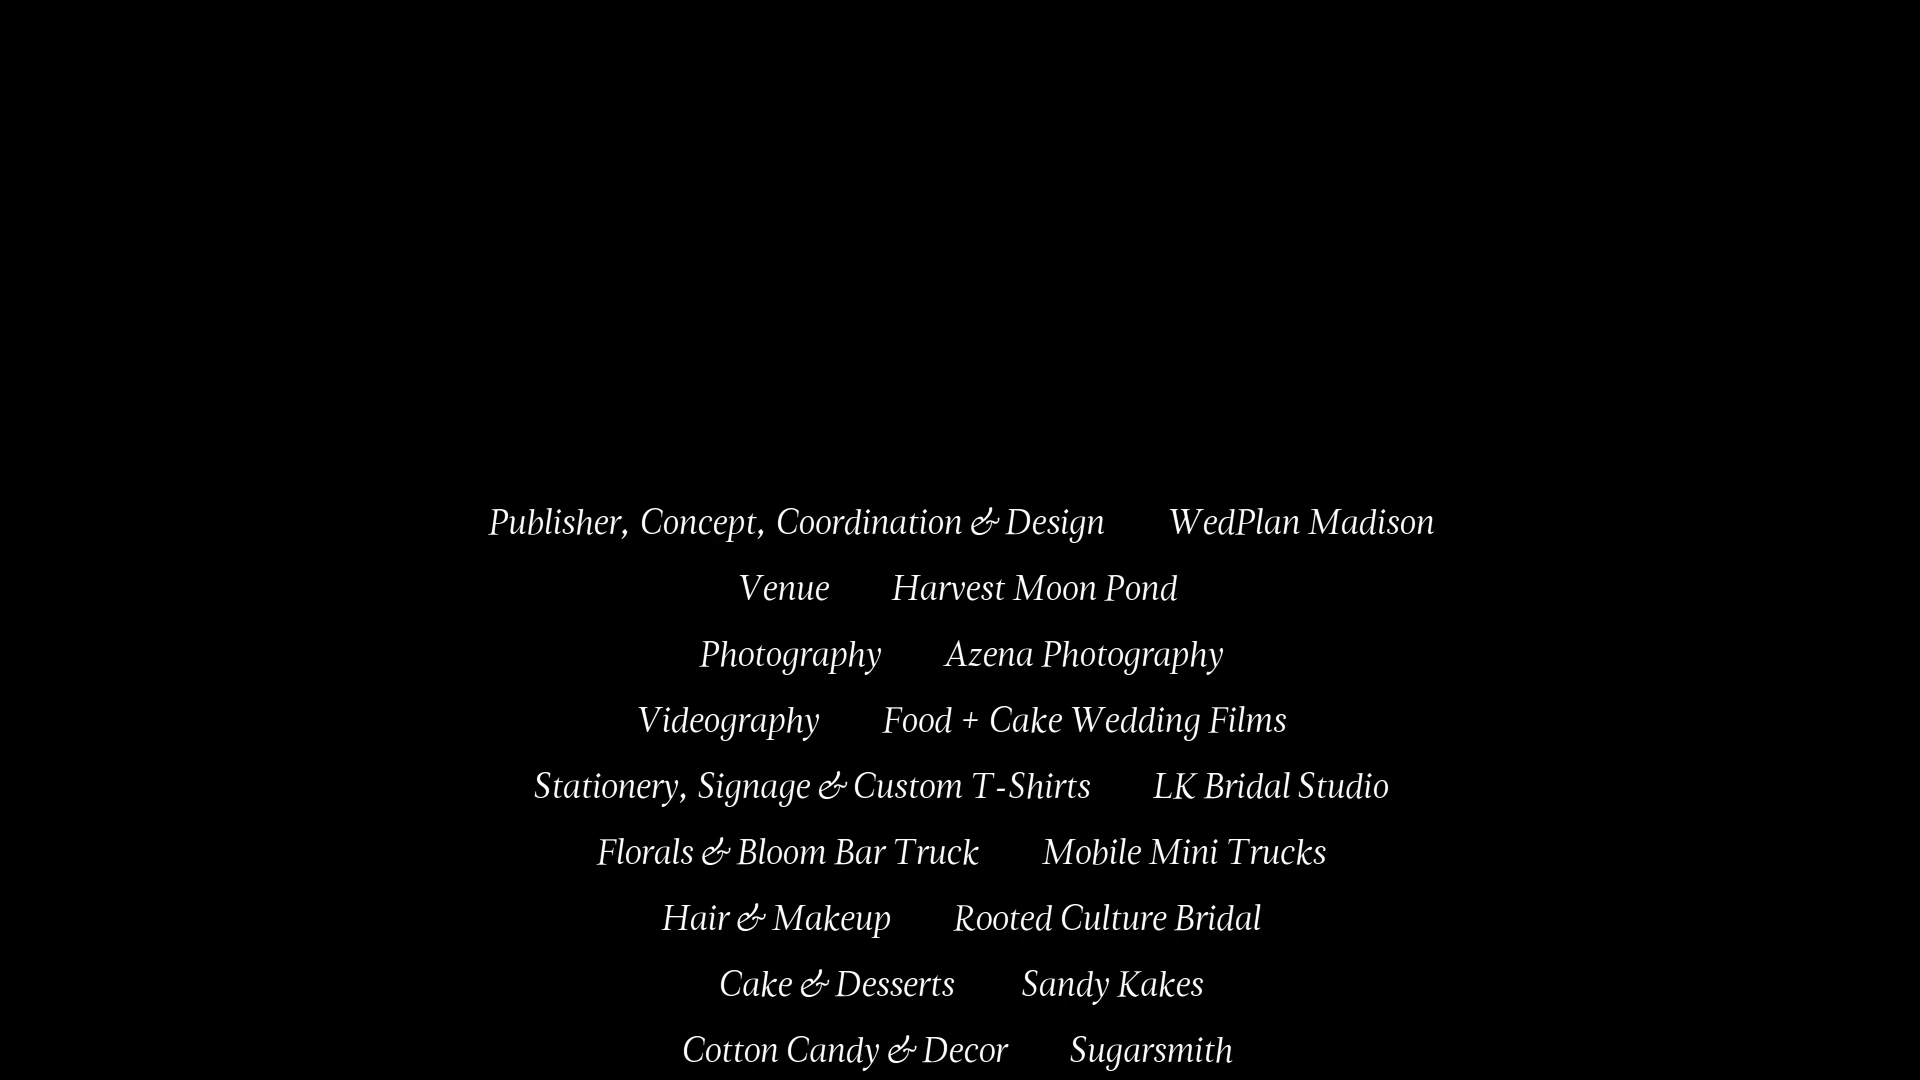 Publisher, Concept, Coordination & Design WedPlan Madison
Venue Harvest Moon Pond
Photography Azena Photography
Videography Food + Cake Wedding Films
Stationery, Signage & Custom T-Shirts LK Bridal Studio
Florals & Bloom Bar Truck Mobile Mini Trucks
Hair & Makeup Rooted Culture Bridal
Cake & Desserts Sandy Kakes
Cotton Candy & Decor Sugarsmith